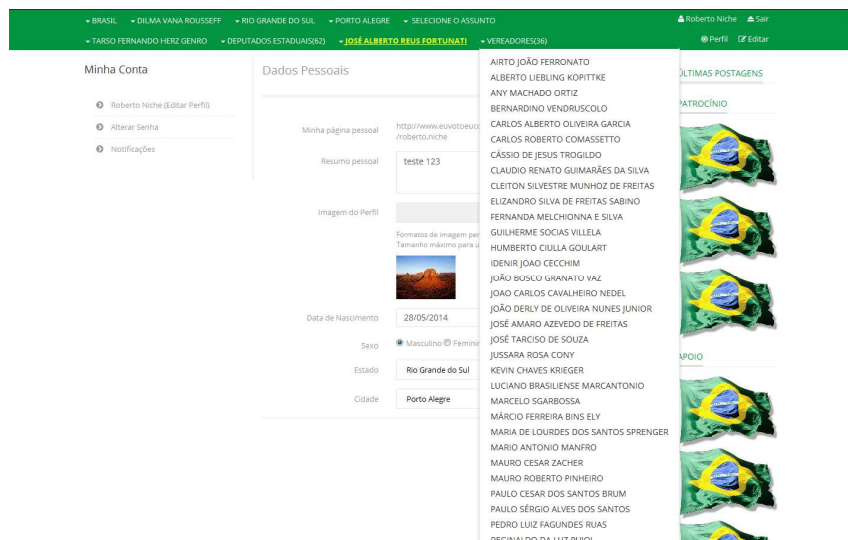 BRASIL DILMA VANA ROUSSEFF RIO GRANDE DO SUL PORTO ALEGRE SELECIONE O ASSUNTO
Roberto Niche Sair
TARSO FERNANDO HERZ GENRO DEPUTADOS ESTADUAIS(62) JOSÉ ALBERTO REUS FORTUNATI VEREADORES(36)
Perfil Editar
Minha Conta
Roberto Niche (Editar Perfil)
Alterar Senha
Notificações
Dados Pessoais
Minha página pessoal
http://www.euvotoeuco
/roberto.niche
Resumo pessoal
teste 123
Imagem do Perfil
Formatos de imagem per
Tamanho máximo para u
Data de Nascimento
28/05/2014
Sexo
Masculino Feminin
Estado
Rio Grande do Sul
Cidade
Porto Alegre
AIRTO JOÃO FERRONATO
ALBERTO LIEBLING KOPITTKE
ANY MACHADO ORTIZ
BERNARDINO VENDRUSCOLO
CARLOS ALBERTO OLIVEIRA GARCIA
CARLOS ROBERTO COMASSETTO
CÁSSIO DE JESUS TROGILDO
CLAUDIO RENATO GUIMARÃES DA SILVA
CLEITON SILVESTRE MUNHOZ DE FREITAS
ELIZANDRO SILVA DE FREITAS SABINO
FERNANDA MELCHIONNA E SILVA
GUILHERME SOCIAS VILLELA
HUMBERTO CIULLA GOULART
IDENIR JOAO CECCHIM
JOÃO BOSCO GRANATO VAZ
JOAO CARLOS CAVALHEIRO NEDEL
JOÃO DERLY DE OLIVEIRA NUNES JUNIOR
JOSÉ AMARO AZEVEDO DE FREITAS
JOSÉ TARCISO DE SOUZA
JUSSARA ROSA CONY
KEVIN CHAVES KRIEGER
LUCIANO BRASILIENSE MARCANTONIO
MARCELO SGARBOSSA
MÁRCIO FERREIRA BINS ELY
MARIA DE LOURDES DOS SANTOS SPRENGER
MARIO ANTONIO MANFRO
MAURO CESAR ZACHER
MAURO ROBERTO PINHEIRO
PAULO CESAR DOS SANTOS BRUM
PAULO SÉRGIO ALVES DOS SANTOS
PEDRO LUIZ FAGUNDES RUAS
REGINALDO DA LUZ PUJOL
ÚLTIMAS POSTAGENS
PATROCÍNIO
APOIO